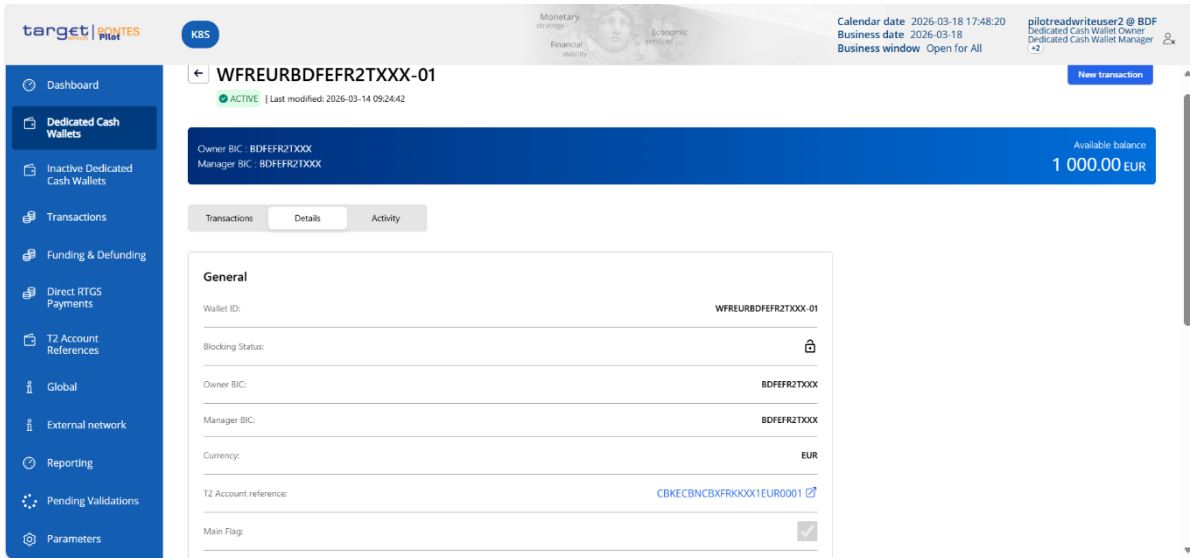 target | PONTES
SERVICES Pilot
K8S
Monetary
strategy
Economic
services
Financial
stability
Calendar date 2026-03-18 17:48:20
Business date 2026-03-18
Business window Open for All
pilotreadwriteuser2 @ BDF
Dedicated Cash Wallet Owner
Dedicated Cash Wallet Manager
+2
Dashboard
Dedicated Cash
Wallets
Inactive Dedicated
Cash Wallets
Transactions
Funding & Defunding
Direct RTGS
Payments
T2 Account
References
Global
External network
Reporting
Pending Validations
Parameters
WFREURBDFEFR2TXXX-01
New transaction
ACTIVE | Last modified: 2026-03-14 09:24:42
Owner BIC : BDFEFR2TXXX
Manager BIC : BDFEFR2TXXX
Available balance
1 000.00 EUR
Transactions Details Activity
General
Wallet ID: WFREURBDFEFR2TXXX-01
Blocking Status:
Owner BIC: BDFEFR2TXXX
Manager BIC: BDFEFR2TXXX
Currency: EUR
T2 Account reference: CBKECBNCBXFRKKXX1EUR0001
Main Flag: